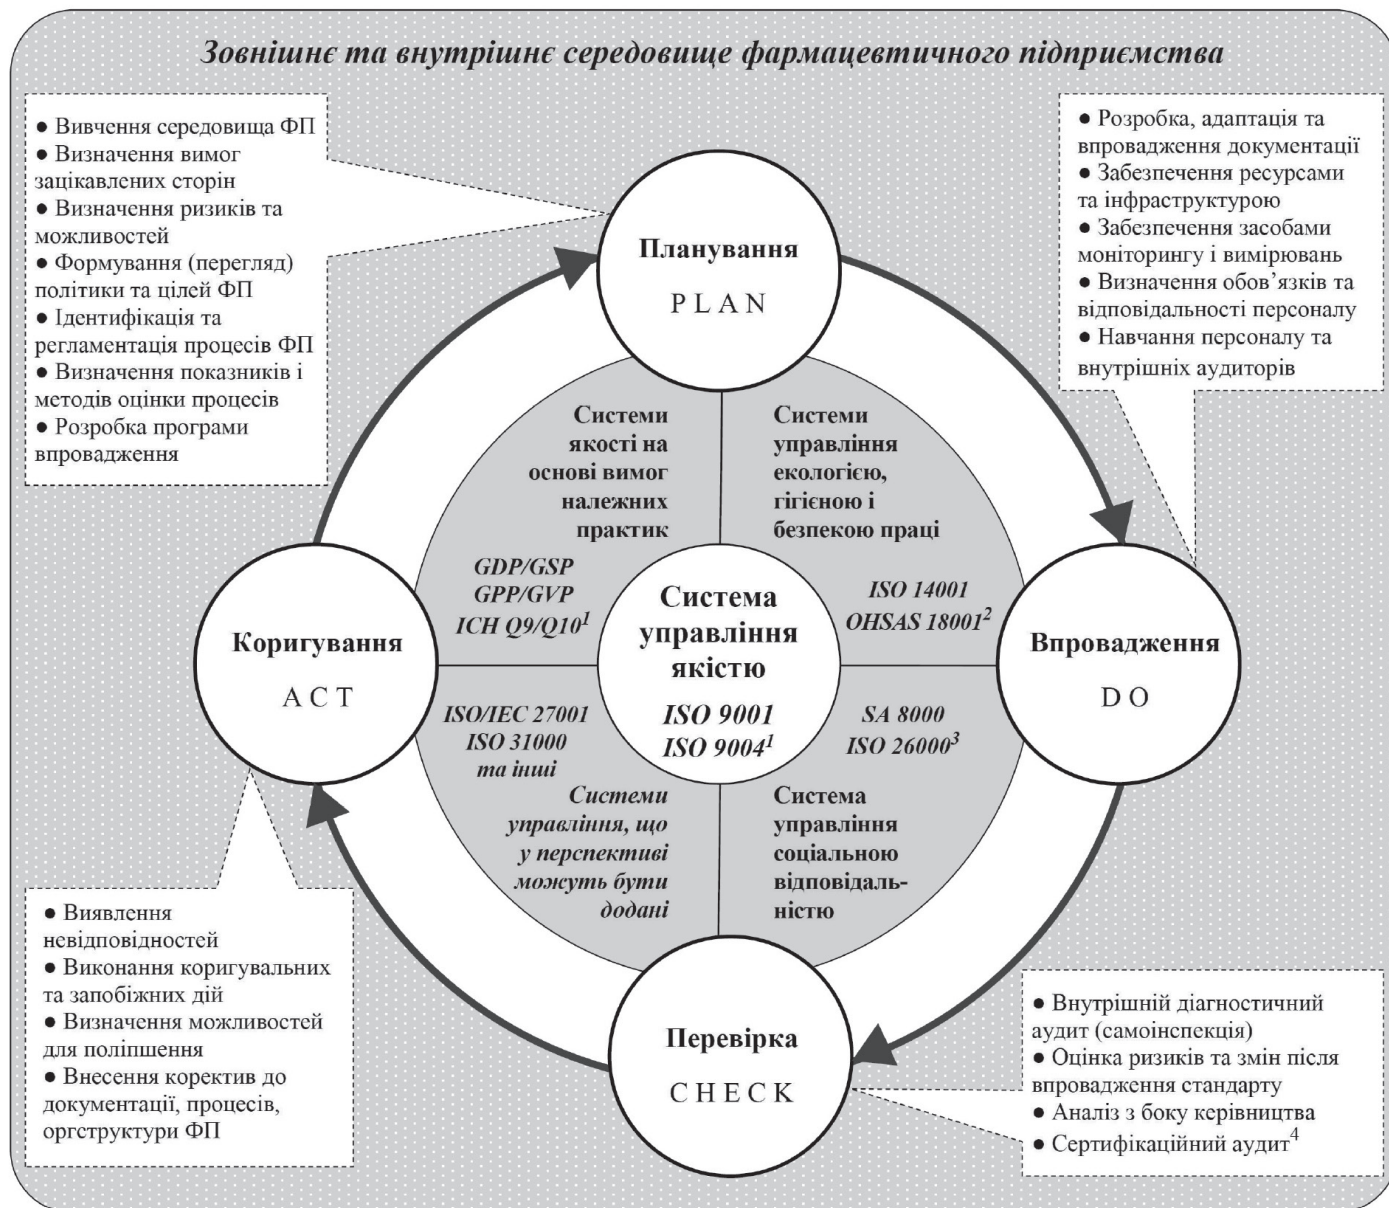 Зовнішнє та внутрішнє середовище фармацевтичного підприємства
● Вивчення середовища ФП
● Визначення вимог
зацікавлених сторін
● Визначення ризиків та
можливостей
● Формування (перегляд)
політики та цілей ФП
● Ідентифікація та
регламентація процесів ФП
● Визначення показників і
методів оцінки процесів
● Розробка програми
впровадження
Планування
PLAN
● Розробка, адаптація та
впровадження документації
● Забезпечення ресурсами
та інфраструктурою
● Забезпечення засобами
моніторингу і вимірювань
● Визначення обов’язків та
відповідальності персоналу
● Навчання персоналу та
внутрішніх аудиторів
Системи
якості на
основі вимог
належних
практик
GDP/GSP
GPP/GVP
ICH Q9/Q10¹
Системи
управління
екологією,
гігієною і
безпекою праці
ISO 14001
OHSAS 18001²
Коригування
ACT
Система
управління
якістю
ISO 9001
ISO 9004¹
Впровадження
DO
ISO/IEC 27001
ISO 31000
та інші
Системи
управління, що
у перспективі
можуть бути
додані
SA 8000
ISO 26000³
Система
управління
соціальною
відповідаль-
ністю
● Виявлення
невідповідностей
● Виконання коригувальних
та запобіжних дій
● Визначення можливостей
для поліпшення
● Внесення коректив до
документації, процесів,
оргструктури ФП
Перевірка
CHECK
● Внутрішній діагностичний
аудит (самоінспекція)
● Оцінка ризиків та змін після
впровадження стандарту
● Аналіз з боку керівництва
● Сертифікаційний аудит⁴